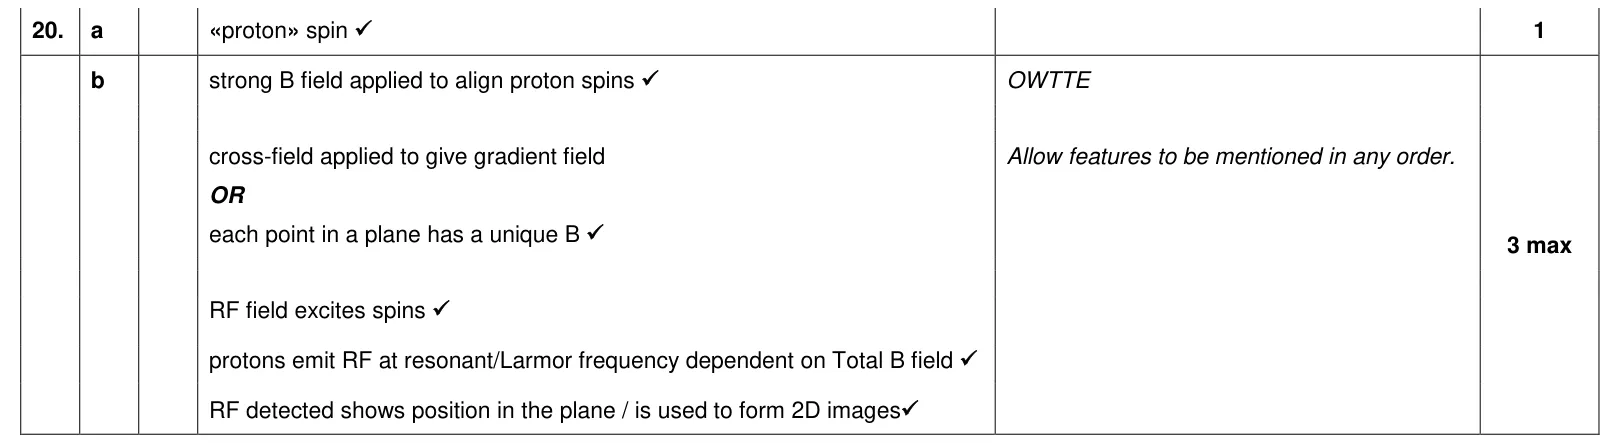 20. a «proton» spin ✓ 1
b strong B field applied to align proton spins ✓ OWTTE
cross-field applied to give gradient field Allow features to be mentioned in any order.
OR
each point in a plane has a unique B ✓
3 max
RF field excites spins ✓
protons emit RF at resonant/Larmor frequency dependent on Total B field ✓
RF detected shows position in the plane / is used to form 2D images✓